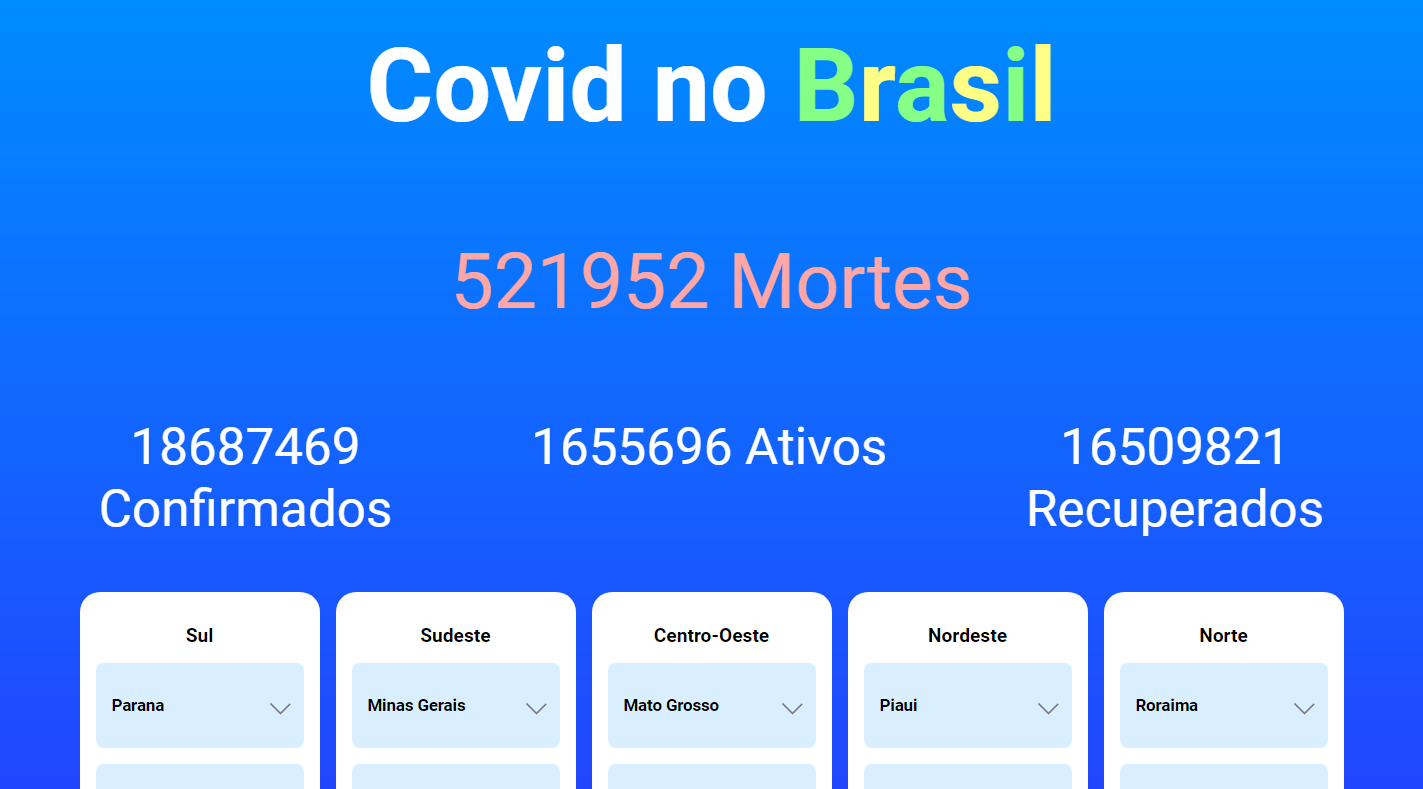 Covid no Brasil
521952 Mortes
18687469
Confirmados
1655696 Ativos
16509821
Recuperados
Sul
Parana
Sudeste
Minas Gerais
Centro-Oeste
Mato Grosso
Nordeste
Piaui
Norte
Roraima